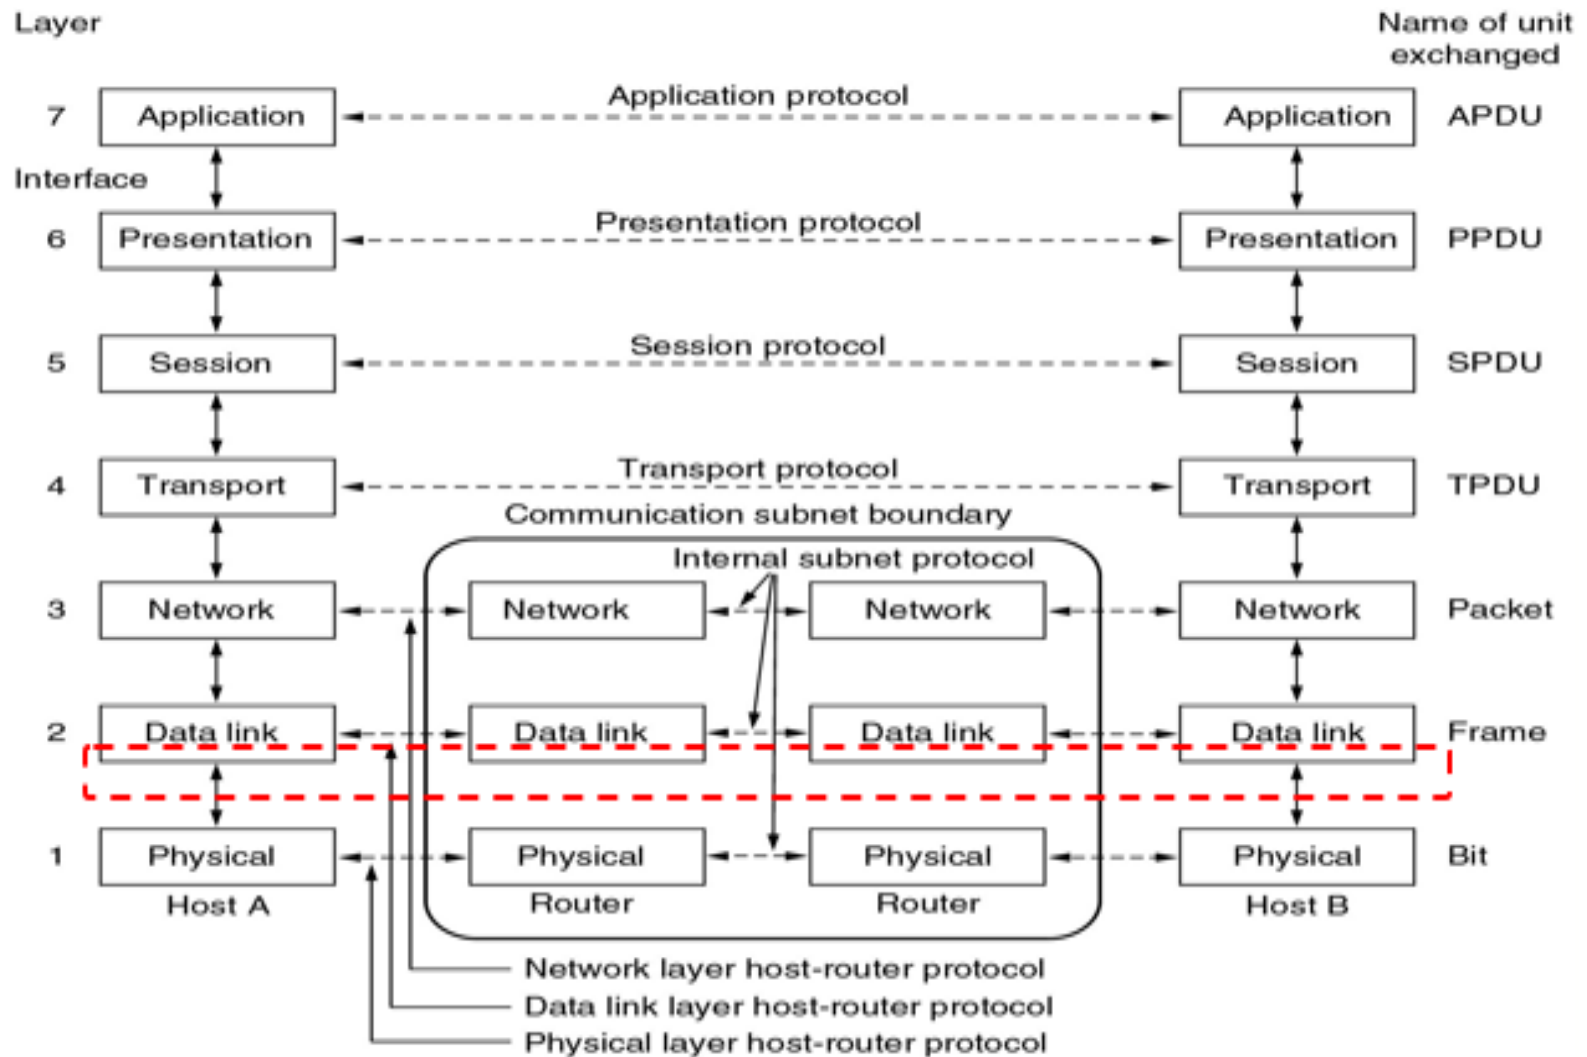 Layer
Name of unit
exchanged
7
Application
Application protocol
Application
APDU
Interface
6
Presentation
Presentation protocol
Presentation
PPDU
5
Session
Session protocol
Session
SPDU
4
Transport
Transport protocol
Transport
TPDU
Communication subnet boundary
Internal subnet protocol
3
Network
Network
Network
Network
Packet
2
Data link
Data link
Data link
Data link
Frame
1
Physical
Physical
Physical
Physical
Bit
Host A
Router
Router
Host B
Network layer host-router protocol
Data link layer host-router protocol
Physical layer host-router protocol